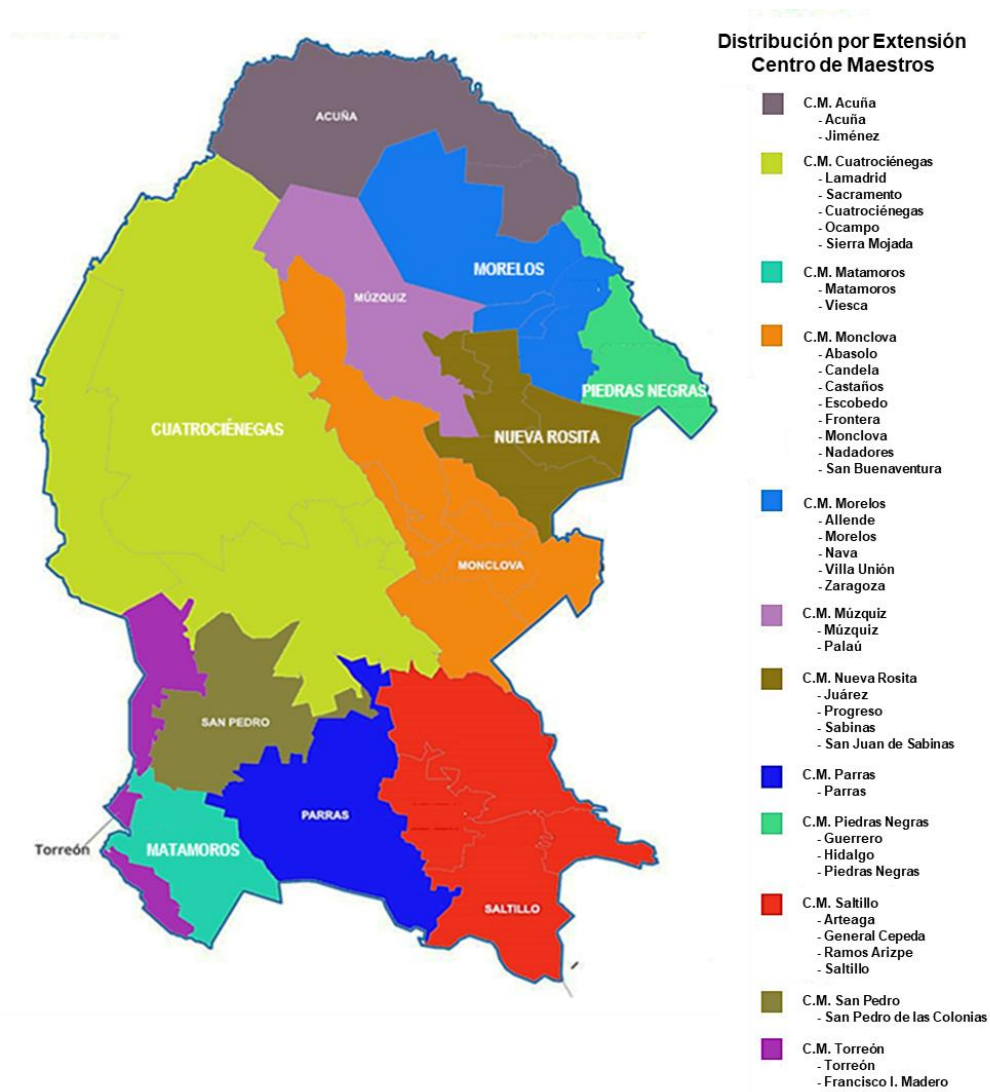 Distribución por Extensión
Centro de Maestros
ACUÑA
MORELOS
MÚZQUIZ
PIEDRAS NEGRAS
CUATROCIÉNEGAS
NUEVA ROSITA
MONCLOVA
SAN PEDRO
PARRAS
Torreón
MATAMOROS
SALTILLO
C.M. Acuña
- Acuña
- Jiménez
C.M. Cuatrociénegas
- Lamadrid
- Sacramento
- Cuatrociénegas
- Ocampo
- Sierra Mojada
C.M. Matamoros
- Matamoros
- Viesca
C.M. Monclova
- Abasolo
- Candela
- Castaños
- Escobedo
- Frontera
- Monclova
- Nadadores
- San Buenaventura
C.M. Morelos
- Allende
- Morelos
- Nava
- Villa Unión
- Zaragoza
C.M. Múzquiz
- Múzquiz
- Palaú
C.M. Nueva Rosita
- Juárez
- Progreso
- Sabinas
- San Juan de Sabinas
C.M. Parras
- Parras
C.M. Piedras Negras
- Guerrero
- Hidalgo
- Piedras Negras
C.M. Saltillo
- Arteaga
- General Cepeda
- Ramos Arizpe
- Saltillo
C.M. San Pedro
- San Pedro de las Colonias
C.M. Torreón
- Torreón
- Francisco I. Madero